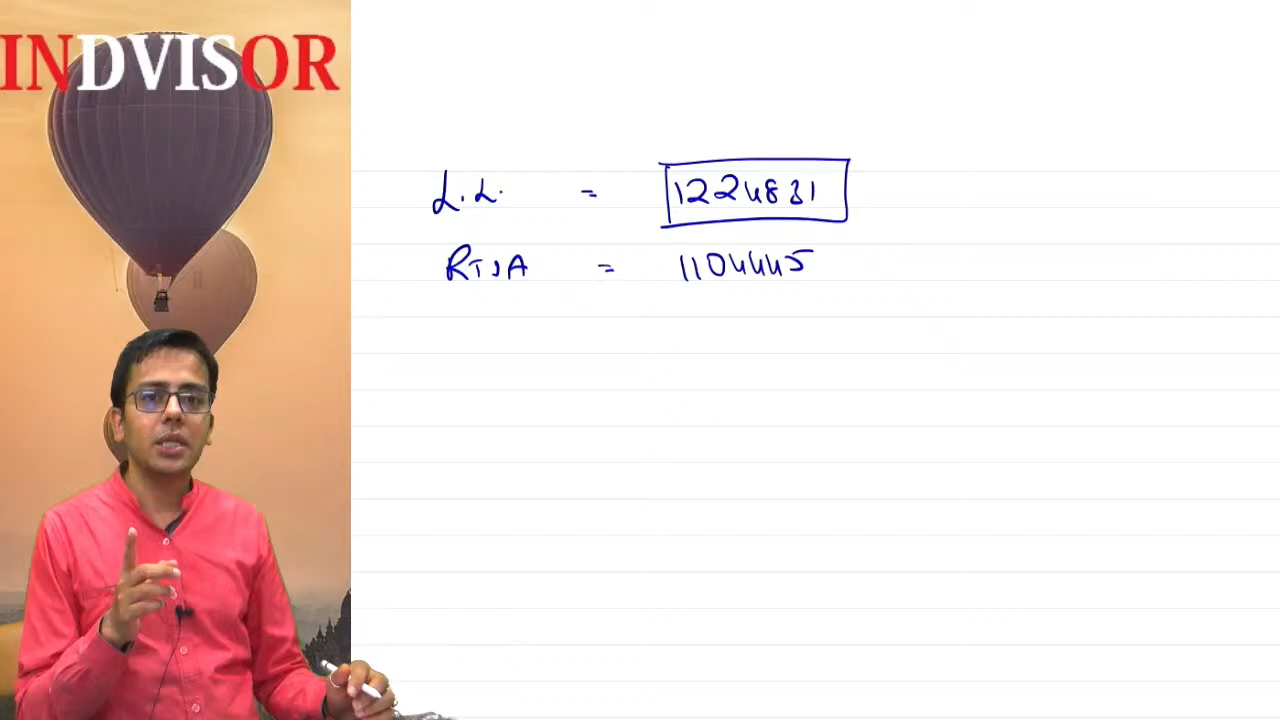 INDVISOR
L.L. = 1224831
RTJA = 1104445